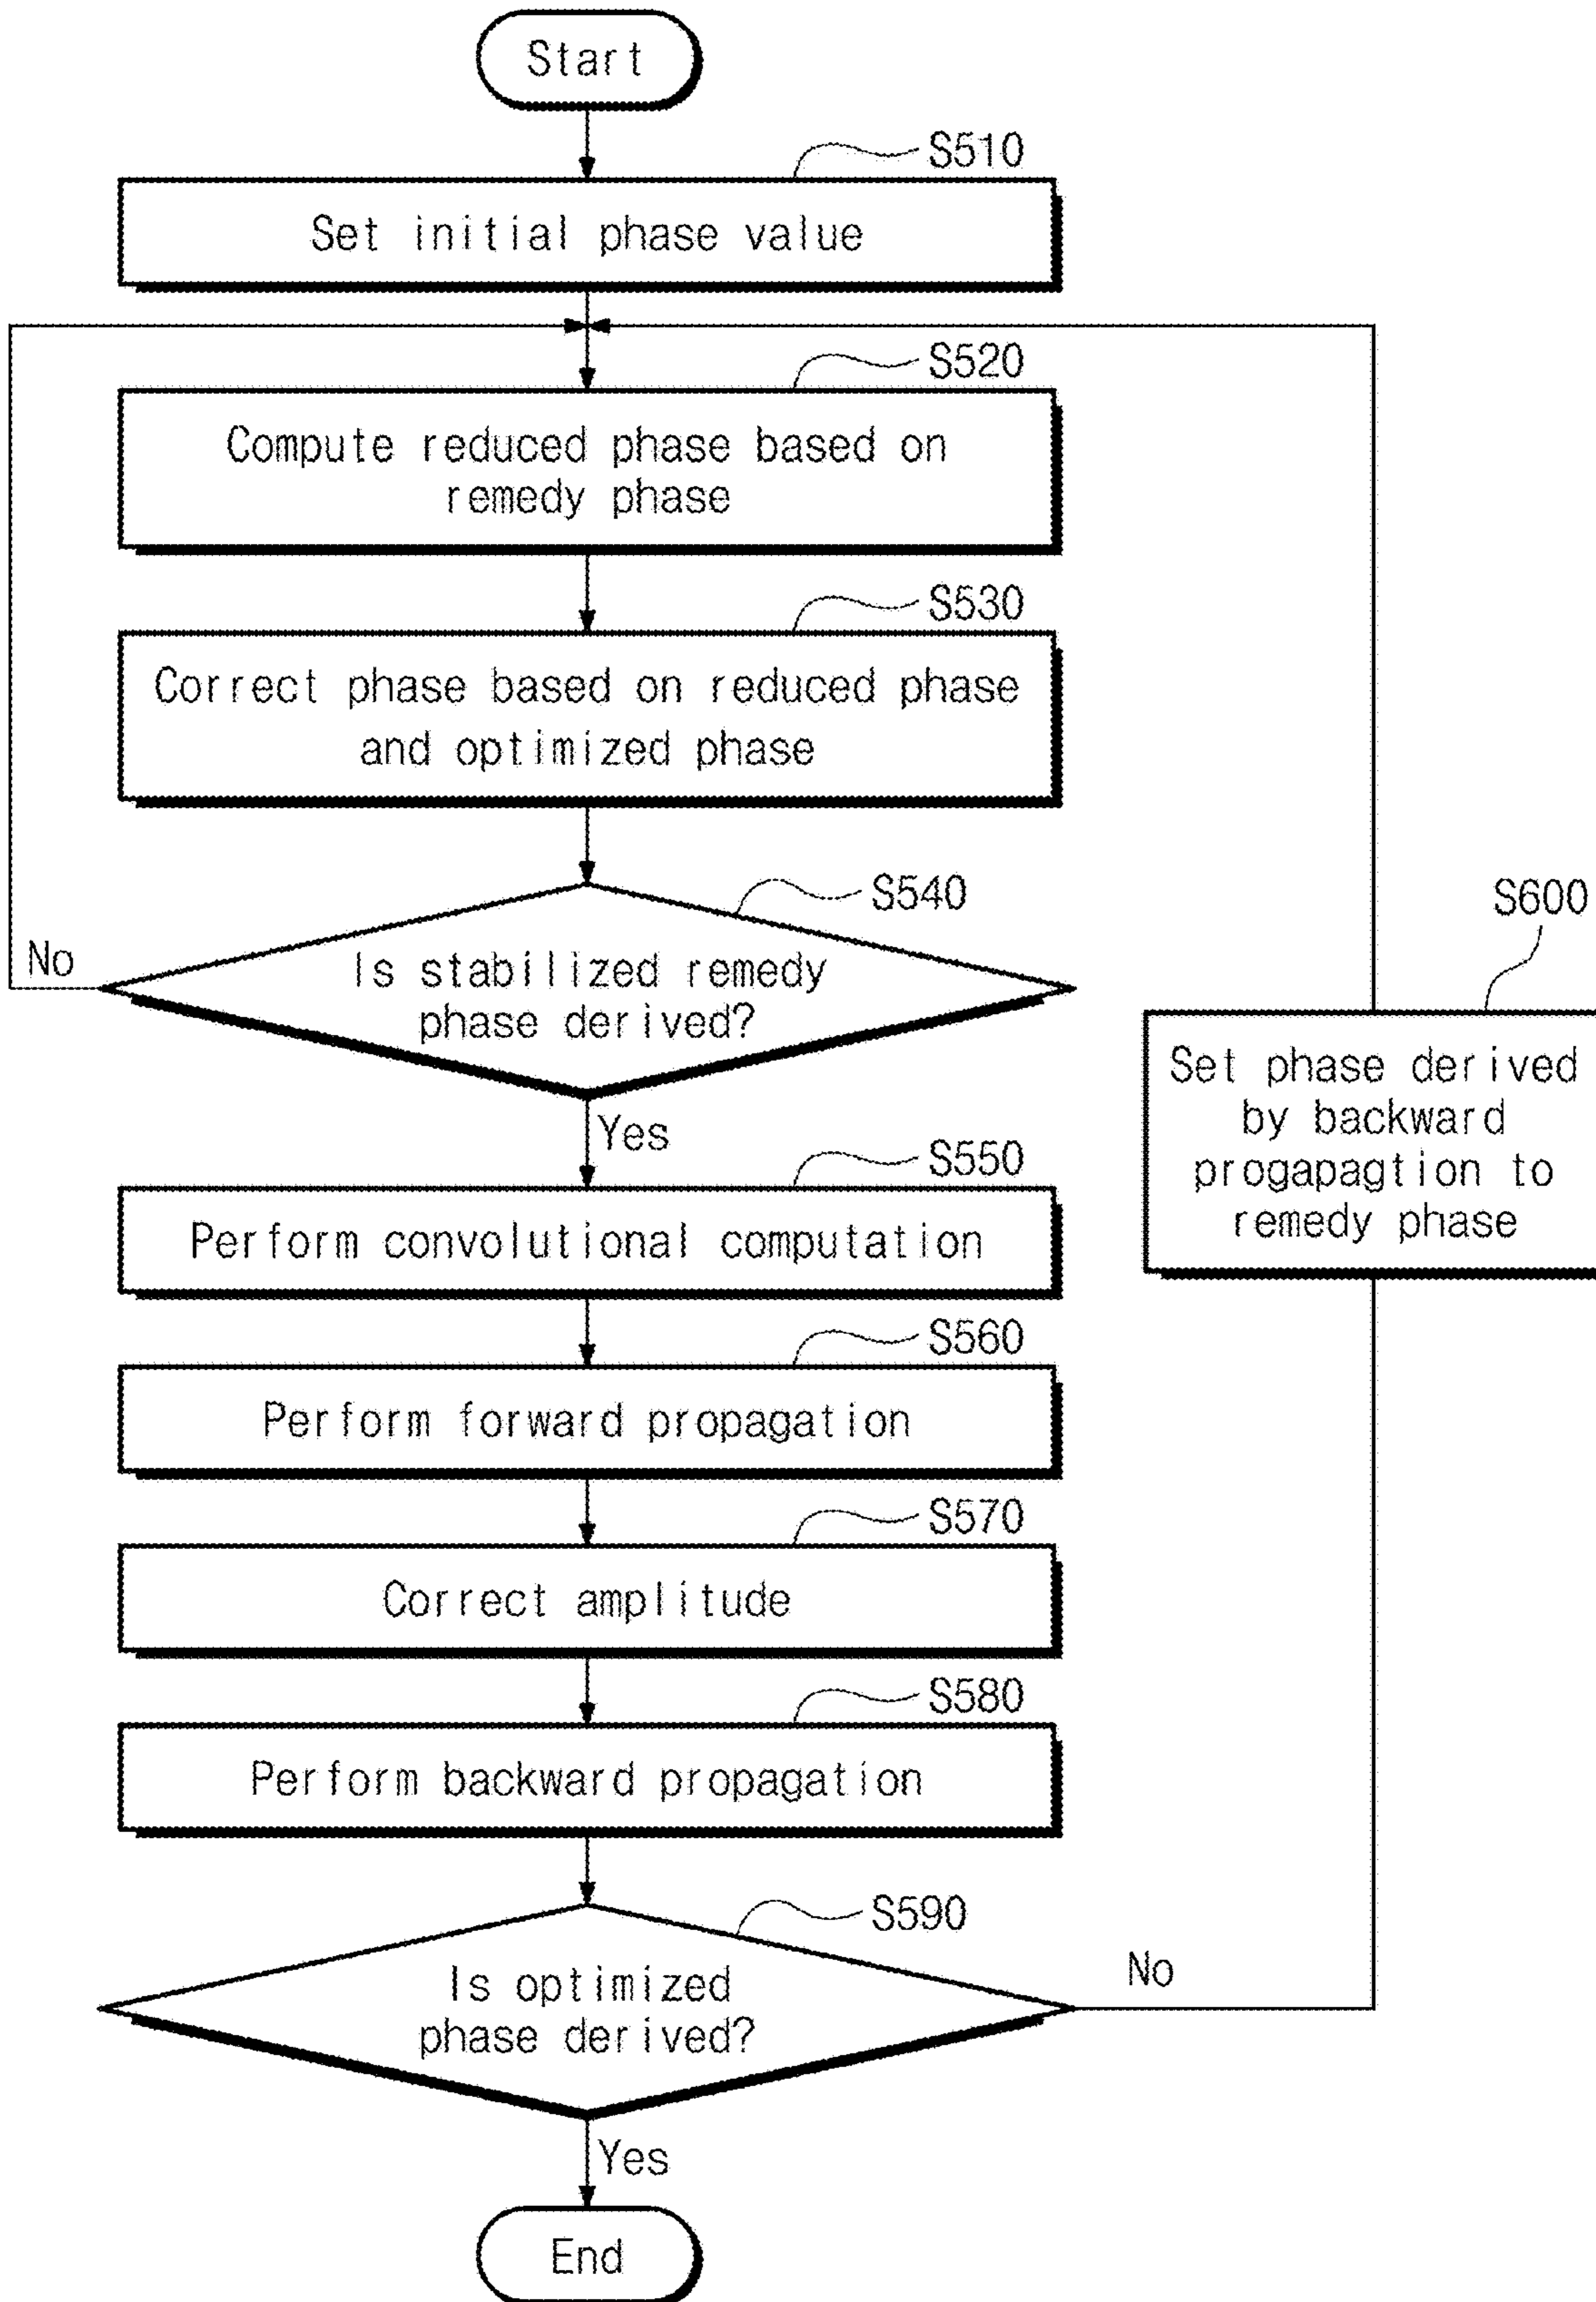 Start
S510
Set initial phase value
S520
Compute reduced phase based on
remedy phase
S530
Correct phase based on reduced phase
and optimized phase
S540
No
Is stabilized remedy
phase derived?
Yes
S550
Perform convolutional computation
S560
Perform forward propagation
S570
Correct amplitude
S580
Perform backward propagation
S590
Is optimized
phase derived?
No
S600
Set phase derived
by backward
progapagtion to
remedy phase
Yes
End